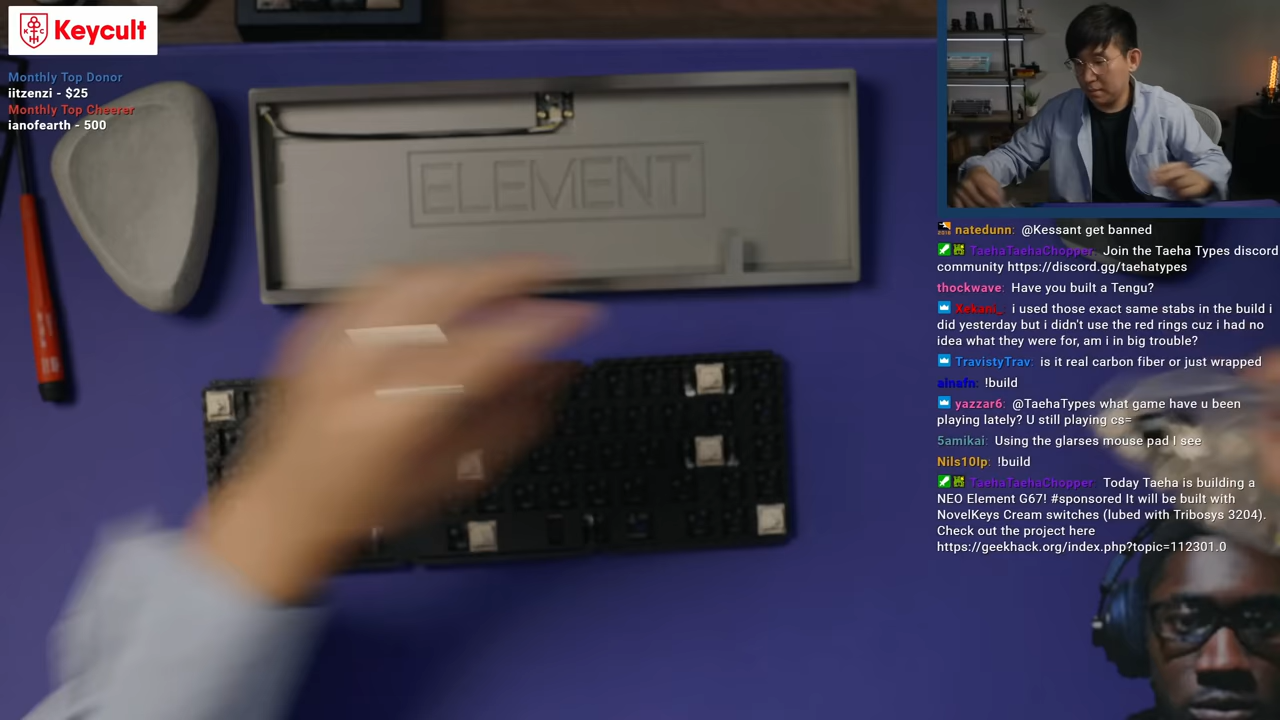 Keycult
Monthly Top Donor
iitzenzi - $25
Monthly Top Cheerer
ianofearth - 500
ELEMENT
natedunn: @Kessant get banned
TaehaTaehaChopper: Join the Taeha Types discord
community https://discord.gg/taehatypes
thockwave: Have you built a Tengu?
Xekani_: i used those exact same stabs in the build i
did yesterday but i didn't use the red rings cuz i had no
idea what they were for, am i in big trouble?
TravistyTrav: is it real carbon fiber or just wrapped
ainafn: !build
yazzar6: @TaehaTypes what game have u been
playing lately? U still playing cs=
5amikai: Using the glarses mouse pad I see
Nils10Ip: !build
TaehaTaehaChopper: Today Taeha is building a
NEO Element G67! #sponsored It will be built with
NovelKeys Cream switches (lubed with Tribosys 3204).
Check out the project here
https://geekhack.org/index.php?topic=112301.0